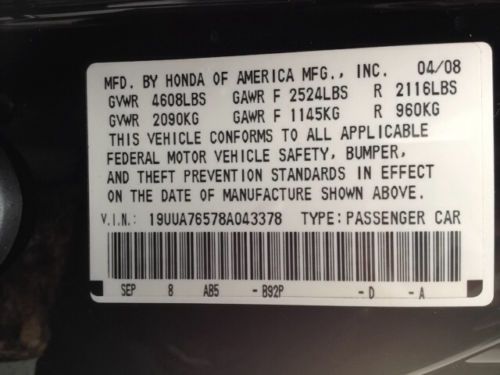 MFD. BY HONDA OF AMERICA MFG., INC. 04/08
GVWR 4608LBS GAWR F 2524LBS R 2116LBS
GVWR 2090KG GAWR F 1145KG R 960KG
THIS VEHICLE CONFORMS TO ALL APPLICABLE
FEDERAL MOTOR VEHICLE SAFETY, BUMPER,
AND THEFT PREVENTION STANDARDS IN EFFECT
ON THE DATE OF MANUFACTURE SHOWN ABOVE.
V.I.N.: 19UUA76578A043378 TYPE: PASSENGER CAR
SEP 8 AB5 - B92P - D - A